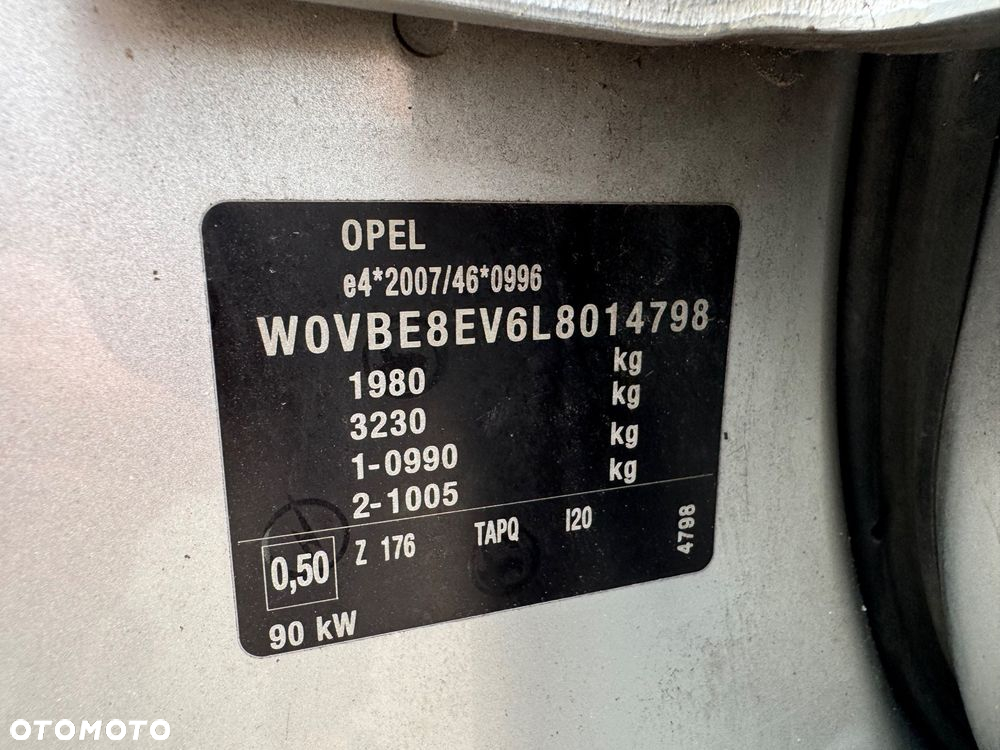 OPEL
e4*2007/46*0996
W0VBE8EV6L8014798
1980 kg
3230 kg
1-0990 kg
2-1005 kg
0,50 Z 176 TAPQ I20 4798
90 kW
OTOMOTO